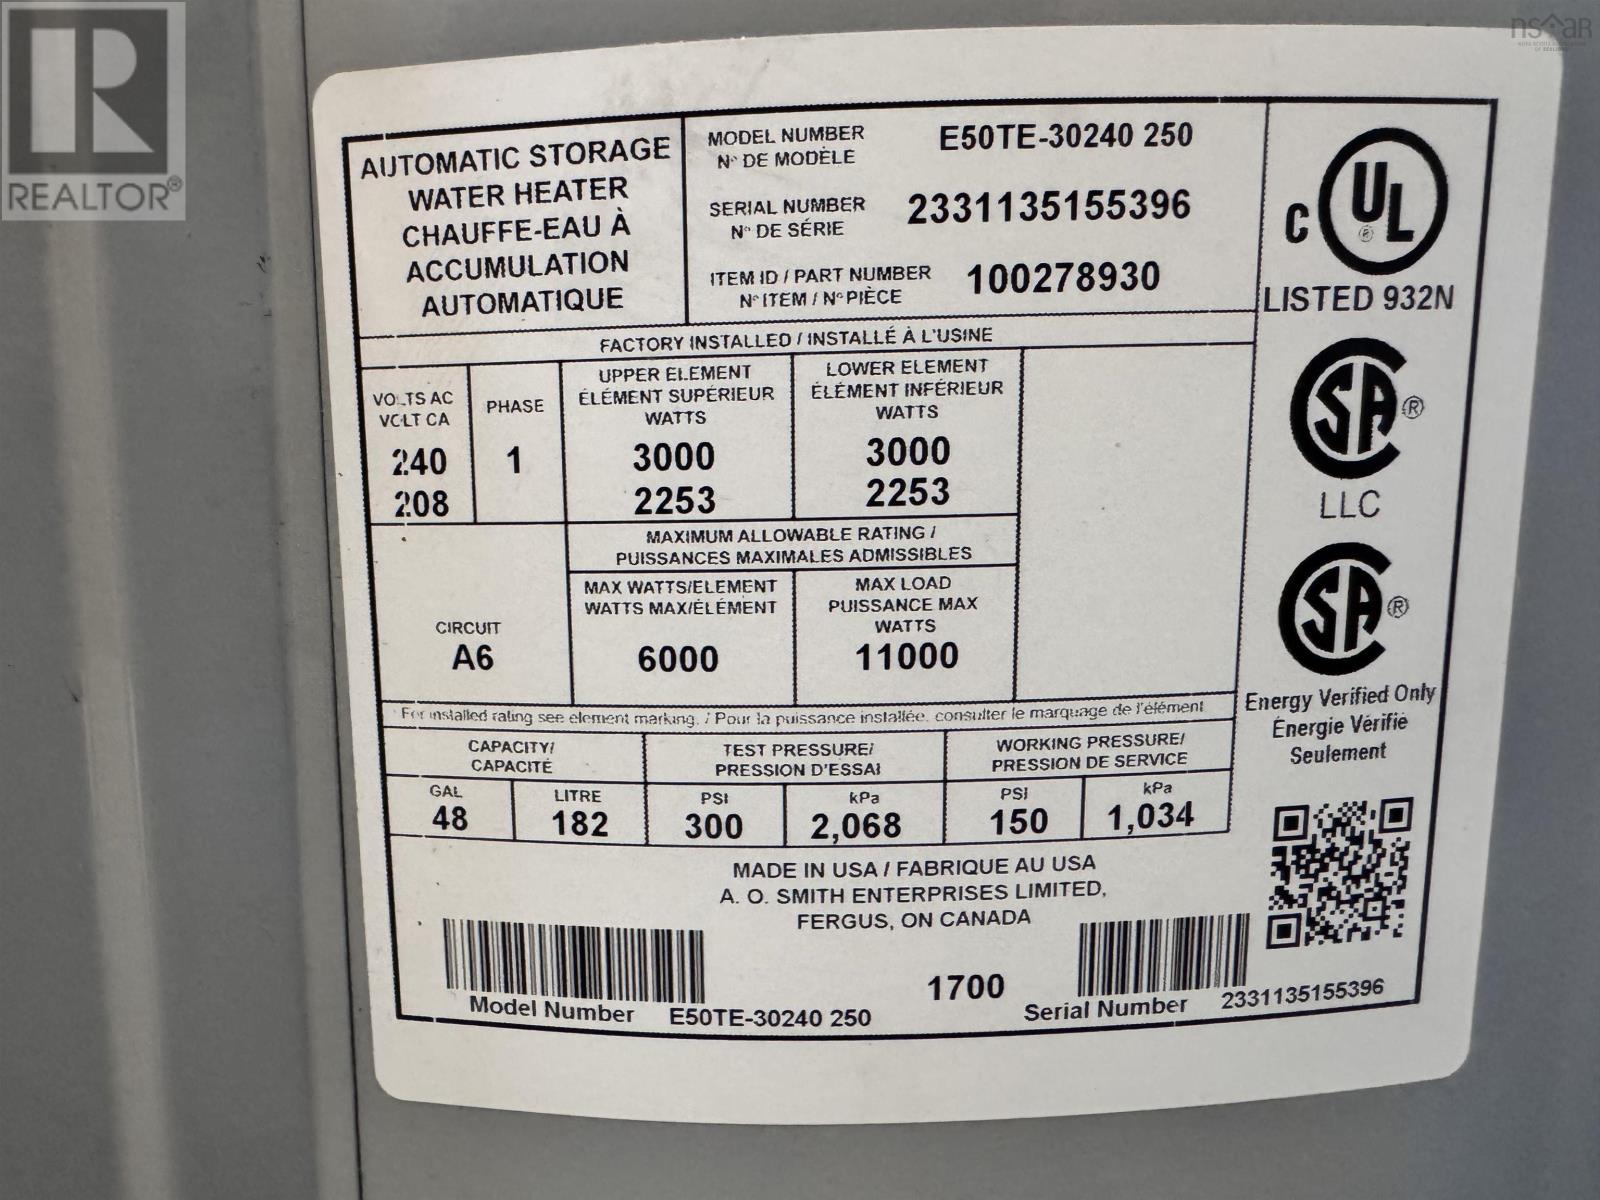 REALTOR®
nsar
AUTOMATIC STORAGE
WATER HEATER
CHAUFFE-EAU À
ACCUMULATION
AUTOMATIQUE
MODEL NUMBER
N° DE MODÈLE
E50TE-30240 250
SERIAL NUMBER
N° DE SÉRIE
2331135155396
ITEM ID / PART NUMBER
N° ITEM / N° PIÈCE
100278930
C UL ®
LISTED 932N
FACTORY INSTALLED / INSTALLÉ À L'USINE
VOLTS AC
VOLT CA
240
208
PHASE
1
UPPER ELEMENT
ÉLÉMENT SUPÉRIEUR
WATTS
3000
2253
LOWER ELEMENT
ÉLÉMENT INFÉRIEUR
WATTS
3000
2253
SA ®
LLC
CIRCUIT
A6
MAXIMUM ALLOWABLE RATING /
PUISSANCES MAXIMALES ADMISSIBLES
MAX WATTS/ELEMENT
WATTS MAX/ÉLÉMENT
6000
MAX LOAD
PUISSANCE MAX
WATTS
11000
SA ®
Energy Verified Only
Énergie Vérifié
Seulement
For installed rating see element marking. / Pour la puissance installée, consulter le marquage de l'élément
CAPACITY/
CAPACITÉ
GAL
48
LITRE
182
TEST PRESSURE/
PRESSION D'ESSAI
PSI
300
kPa
2,068
WORKING PRESSURE/
PRESSION DE SERVICE
PSI
150
kPa
1,034
MADE IN USA / FABRIQUE AU USA
A. O. SMITH ENTERPRISES LIMITED,
FERGUS, ON CANADA
1700
Model Number E50TE-30240 250
Serial Number 2331135155396